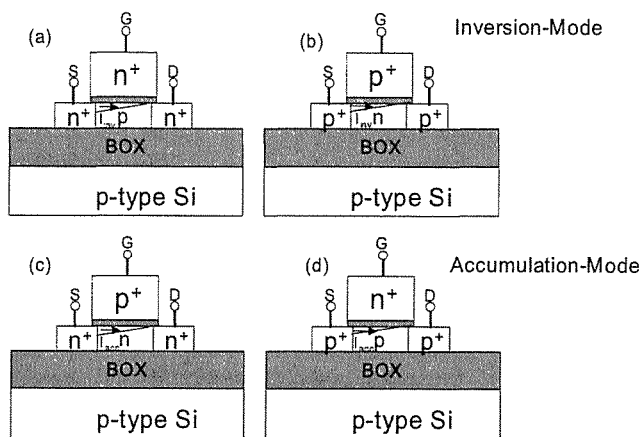 G
G
Inversion-Mode
(a)
(b)
n+
p+
S
D
S
D
n+
iinv p
n+
p+
iinv n
p+
BOX
BOX
p-type Si
p-type Si
G
G
Accumulation-Mode
(c)
(d)
p+
n+
S
D
S
D
n+
iacc n
n+
p+
iacc p
p+
BOX
BOX
p-type Si
p-type Si